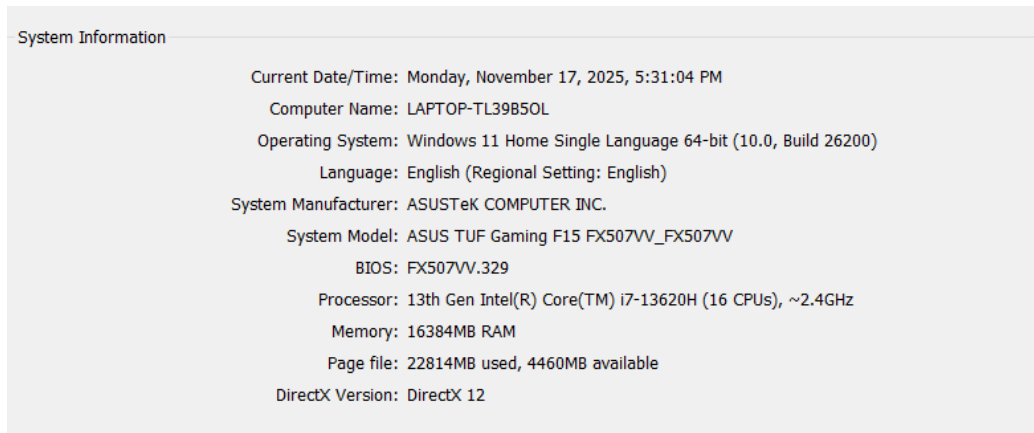 System Information
Current Date/Time: Monday, November 17, 2025, 5:31:04 PM
Computer Name: LAPTOP-TL39B5OL
Operating System: Windows 11 Home Single Language 64-bit (10.0, Build 26200)
Language: English (Regional Setting: English)
System Manufacturer: ASUSTeK COMPUTER INC.
System Model: ASUS TUF Gaming F15 FX507VV_FX507VV
BIOS: FX507VV.329
Processor: 13th Gen Intel(R) Core(TM) i7-13620H (16 CPUs), ~2.4GHz
Memory: 16384MB RAM
Page file: 22814MB used, 4460MB available
DirectX Version: DirectX 12